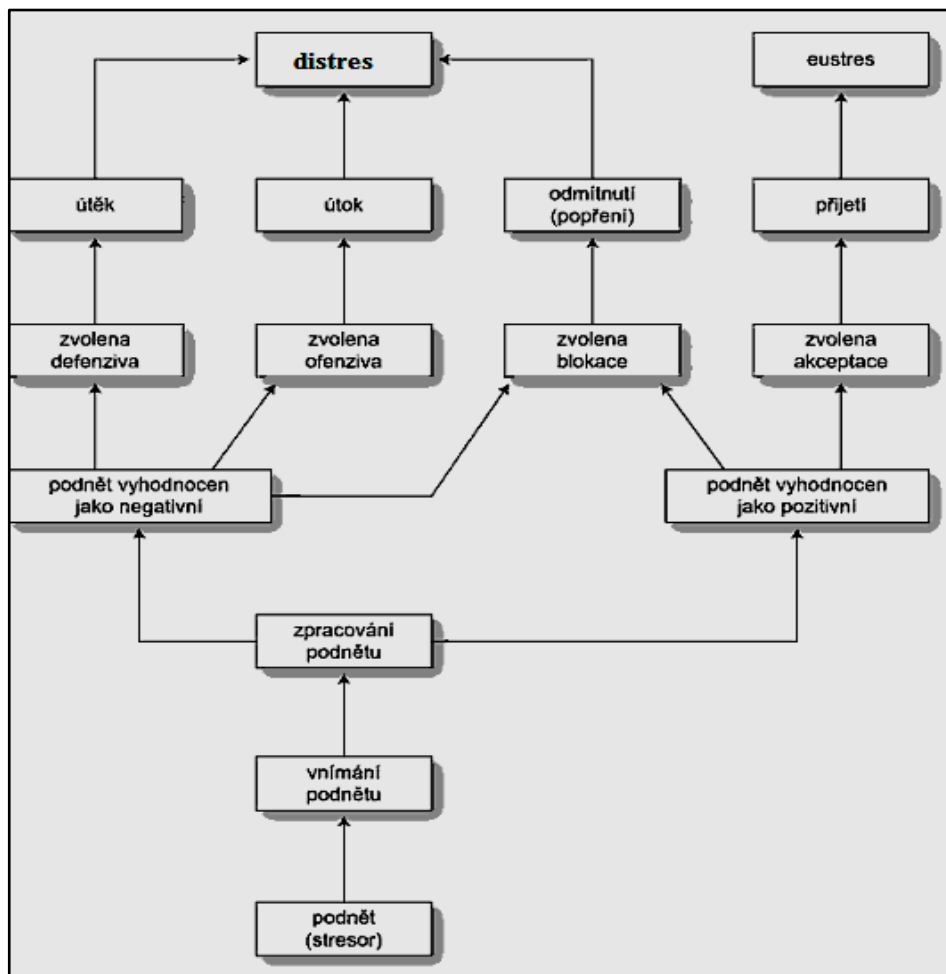 distres
eustres
útěk
útok
odmítnutí
(popření)
přijetí
zvolena
defenziva
zvolena
ofenziva
zvolena
blokace
zvolena
akceptace
podnět vyhodnocen
jako negativní
podnět vyhodnocen
jako pozitivní
zpracování
podnětu
vnímání
podnětu
podnět
(stresor)